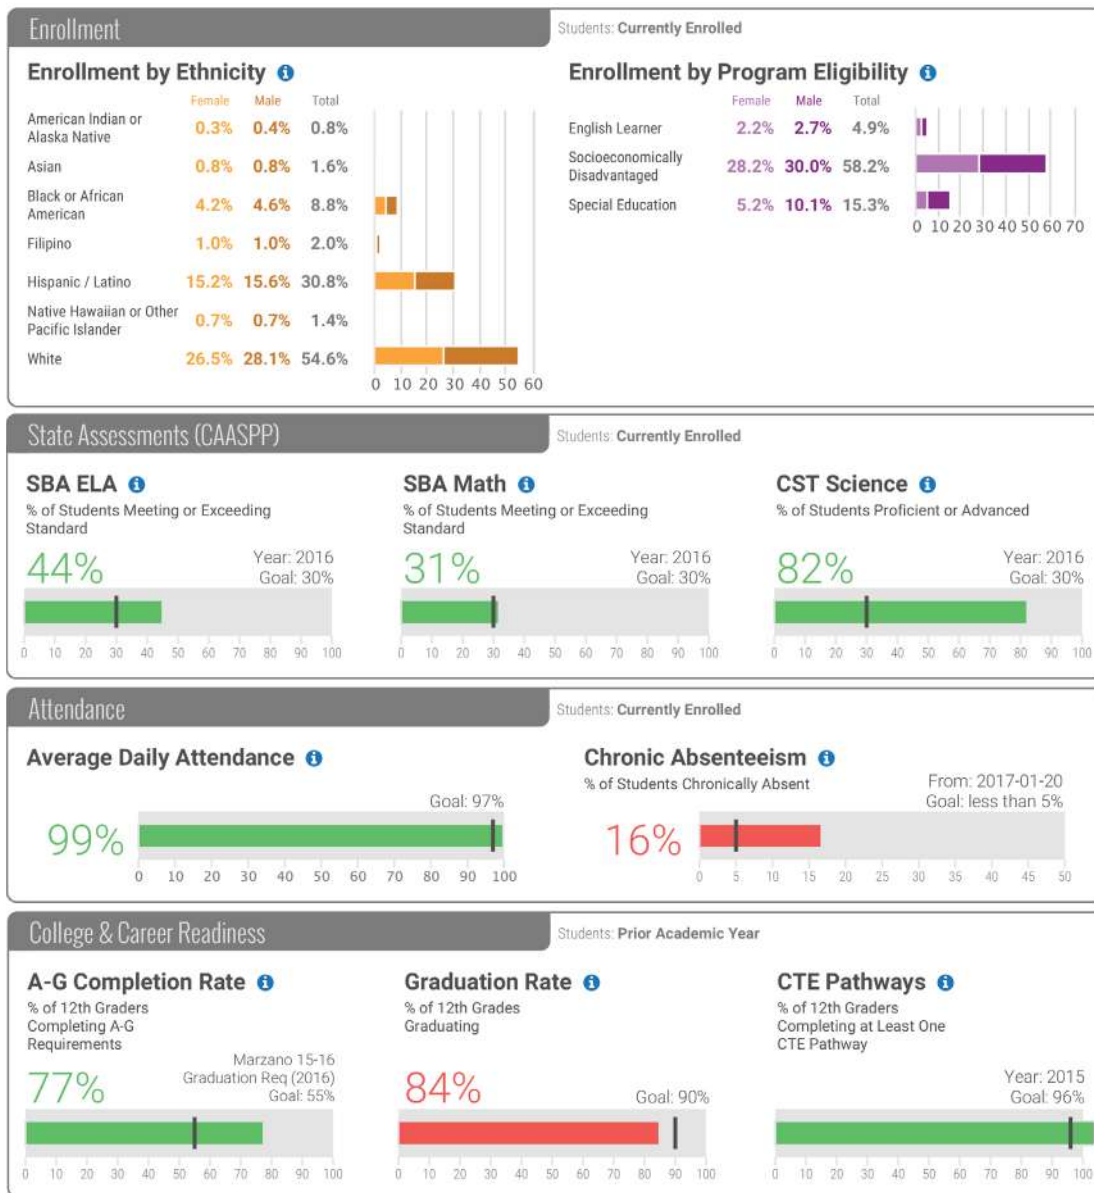 Enrollment
Students: Currently Enrolled
Enrollment by Ethnicity
Female Male Total
American Indian or
Alaska Native
0.3% 0.4% 0.8%
Asian 0.8% 0.8% 1.6%
Black or African
American
4.2% 4.6% 8.8%
Filipino 1.0% 1.0% 2.0%
Hispanic / Latino 15.2% 15.6% 30.8%
Native Hawaiian or Other
Pacific Islander
0.7% 0.7% 1.4%
White 26.5% 28.1% 54.6%
0 10 20 30 40 50 60
Enrollment by Program Eligibility
Female Male Total
English Learner 2.2% 2.7% 4.9%
Socioeconomically
Disadvantaged
28.2% 30.0% 58.2%
Special Education 5.2% 10.1% 15.3%
0 10 20 30 40 50 60 70
State Assessments (CAASPP)
Students: Currently Enrolled
SBA ELA
% of Students Meeting or Exceeding
Standard
44%
Year: 2016
Goal: 30%
0 10 20 30 40 50 60 70 80 90 100
SBA Math
% of Students Meeting or Exceeding
Standard
31%
Year: 2016
Goal: 30%
0 10 20 30 40 50 60 70 80 90 100
CST Science
% of Students Proficient or Advanced
82%
Year: 2016
Goal: 30%
0 10 20 30 40 50 60 70 80 90 100
Attendance
Students: Currently Enrolled
Average Daily Attendance
Goal: 97%
99%
0 10 20 30 40 50 60 70 80 90 100
Chronic Absenteeism
% of Students Chronically Absent
From: 2017-01-20
Goal: less than 5%
16%
0 5 10 15 20 25 30 35 40 45 50
College & Career Readiness
Students: Prior Academic Year
A-G Completion Rate
% of 12th Graders
Completing A-G
Requirements
Marzano 15-16
Graduation Req (2016)
Goal: 55%
77%
0 10 20 30 40 50 60 70 80 90 100
Graduation Rate
% of 12th Grades
Graduating
84%
Goal: 90%
0 10 20 30 40 50 60 70 80 90 100
CTE Pathways
% of 12th Graders
Completing at Least One
CTE Pathway
Year: 2015
Goal: 96%
0 10 20 30 40 50 60 70 80 90 100